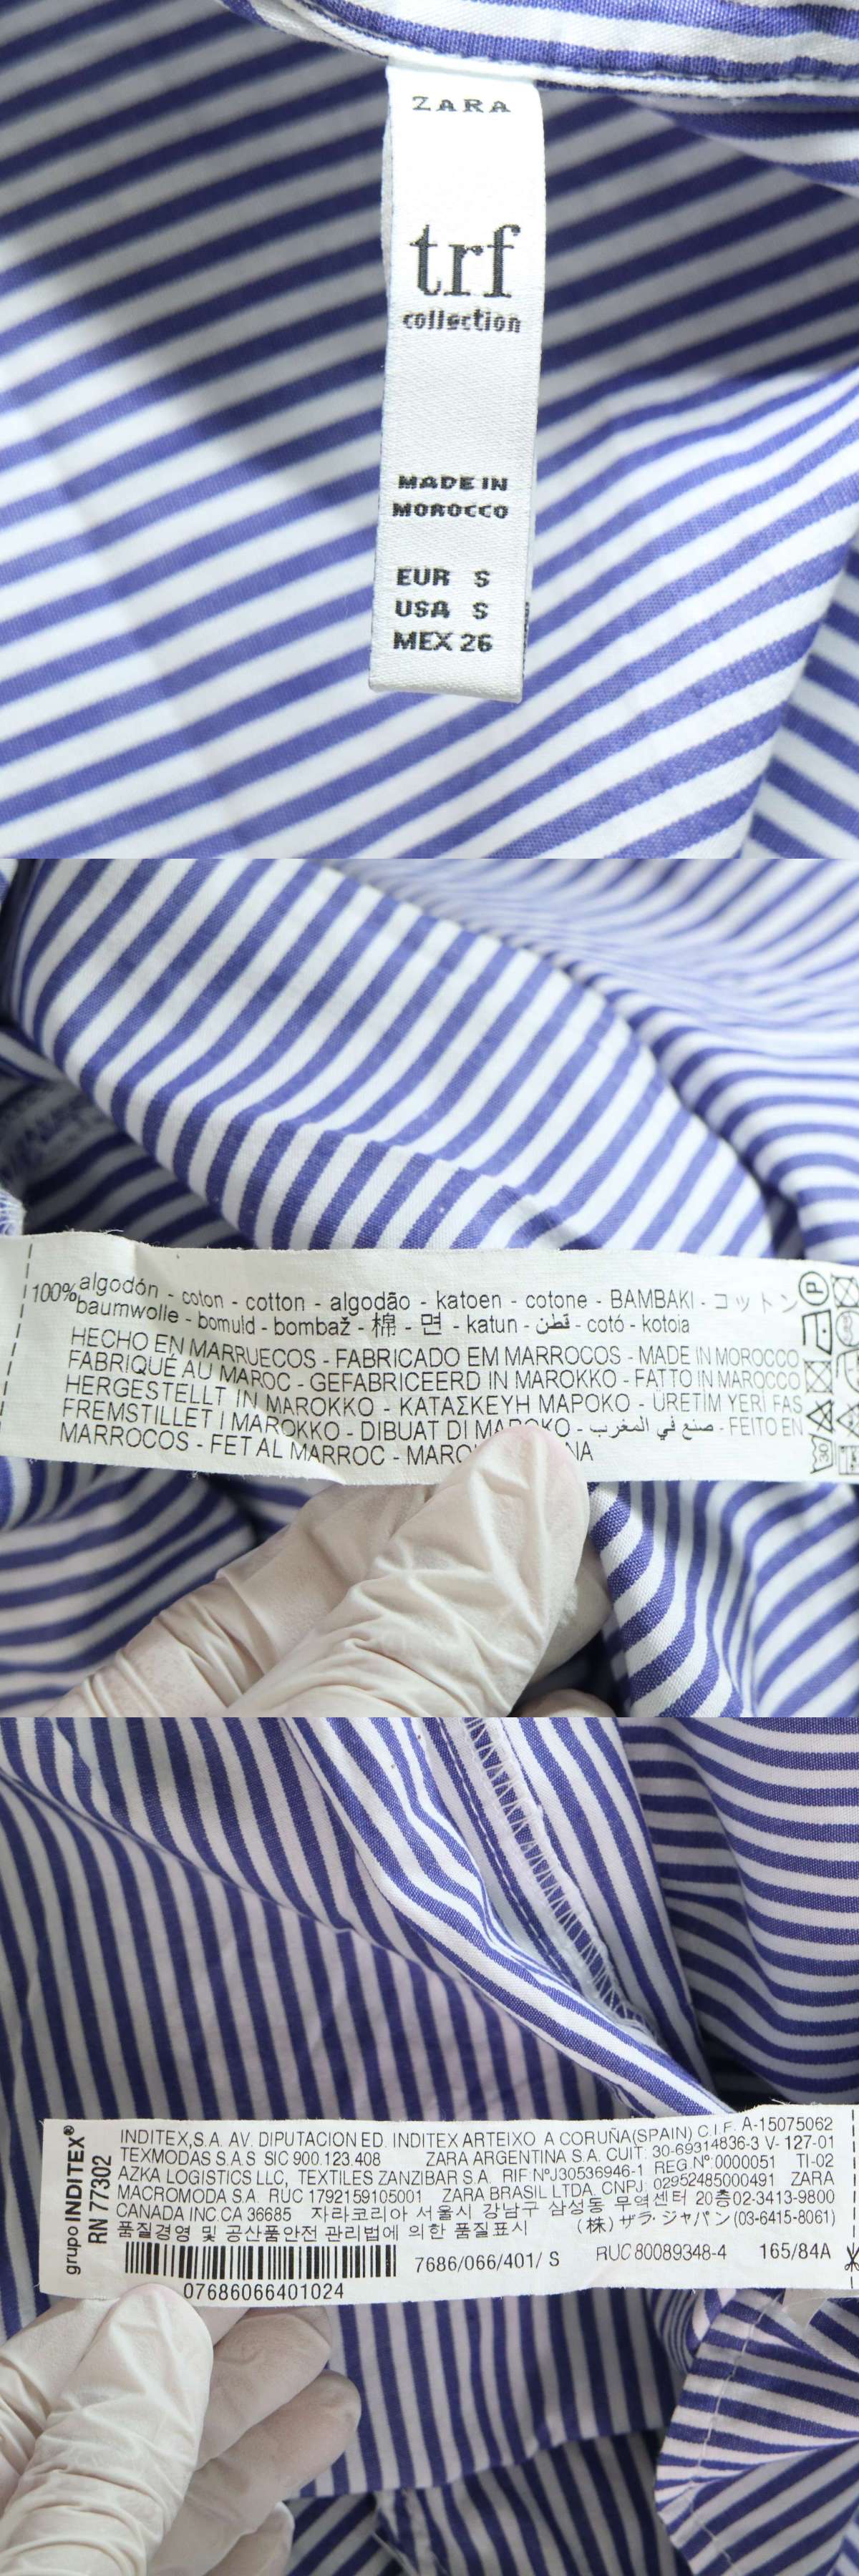 ZARA
trf
collection
MADE IN
MOROCCO
EUR S
USA S
MEX 26
100% algodón - coton - cotton - algodão - katoen - cotone - BAMBAKI - コットン
baumwolle - bomuld - bombaž - 棉 - 면 - katun - قطن - cotó - kotoia
HECHO EN MARRUECOS - FABRICADO EM MARROCOS - MADE IN MOROCCO
FABRIQUÉ AU MAROC - GEFABRICEERD IN MAROKKO - FATTO IN MAROCCO
HERGESTELLT IN MAROKKO - ΚΑΤΑΣΚΕΥΗ ΜΑΡΟΚΟ - ÜRETİM YERİ FAS
FREMSTILLET I MAROKKO - DIBUAT DI MAROKO - صنع في المغرب - FEITO EN
MARROCOS - FET AL MARROC -
grupo INDITEX®
RN 77302
INDITEX,S.A. AV. DIPUTACION ED. INDITEX ARTEIXO A CORUÑA(SPAIN) C.I.F. A-15075062
TEXMODAS S.A.S SIC 900.123.408 ZARA ARGENTINA S.A. CUIT: 30-69314836-3 V- 127-01
AZKA LOGISTICS LLC, TEXTILES ZANZIBAR S.A. RIF NºJ30536946-1 REG Nº:0000051 TI-02
MACROMODA S.A. RUC 1792159105001 ZARA BRASIL LTDA. CNPJ: 02952485000491 ZARA
CANADA INC.CA 36685 자라코리아 서울시 강남구 삼성동 무역센터 20층02-3413-9800
품질경영 및 공산품안전 관리법에 의한 품질표시 (株) ザラ・ジャパン(03-6415-8061)
7686/066/401/ S RUC 80089348-4 165/84A
07686066401024